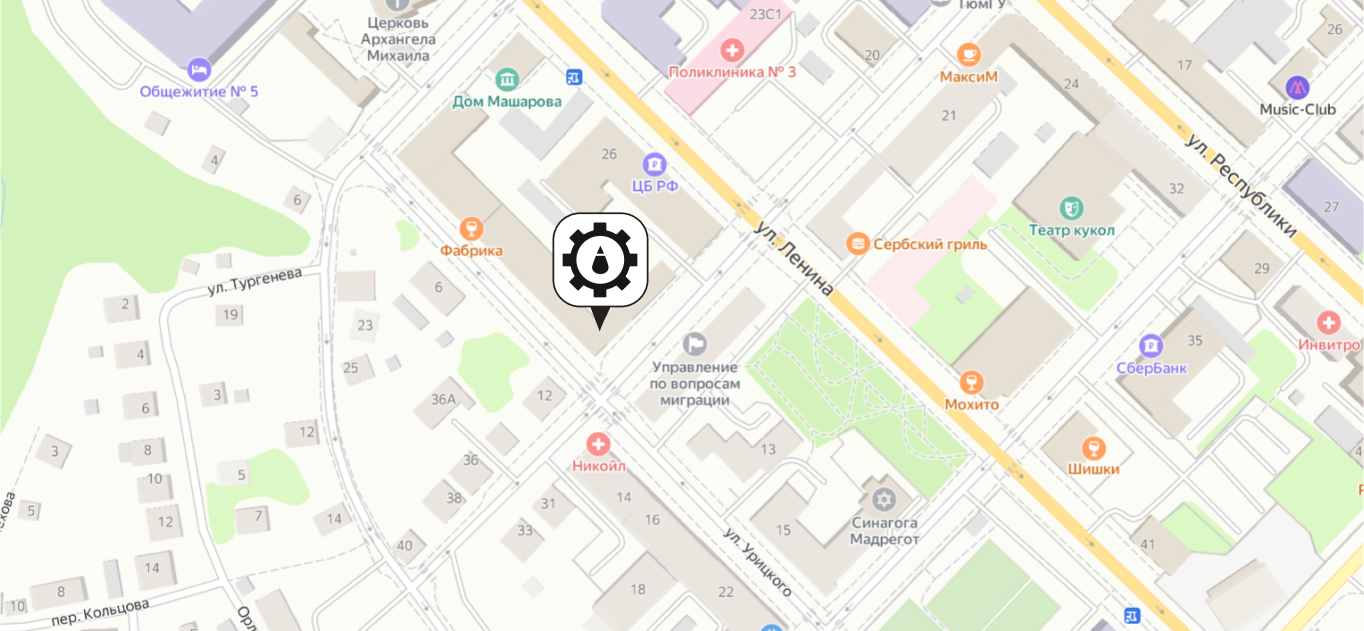 23С1
ТюмГУ
26
Церковь
Архангела
Михаила
20
МаксиМ
17
Общежитие № 5
Поликлиника № 3
24
Music-Club
Дом Машарова
21
26
ЦБ РФ
ул. Республики
4
32
6
27
Театр кукол
Фабрика
ул. Ленина
Сербский гриль
ул. Тургенева
29
6
2
19
23
35
Инвитро
СберБанк
Управление
по вопросам
миграции
4
25
3
36А
12
Мохито
6
12
13
Шишки
3
8
Никойл
36
5
10
38
14
31
16
Синагога
Мадрегот
5
7
14
12
33
15
40
41
ул. Урицкого
14
8
18
22
10
пер. Кольцова